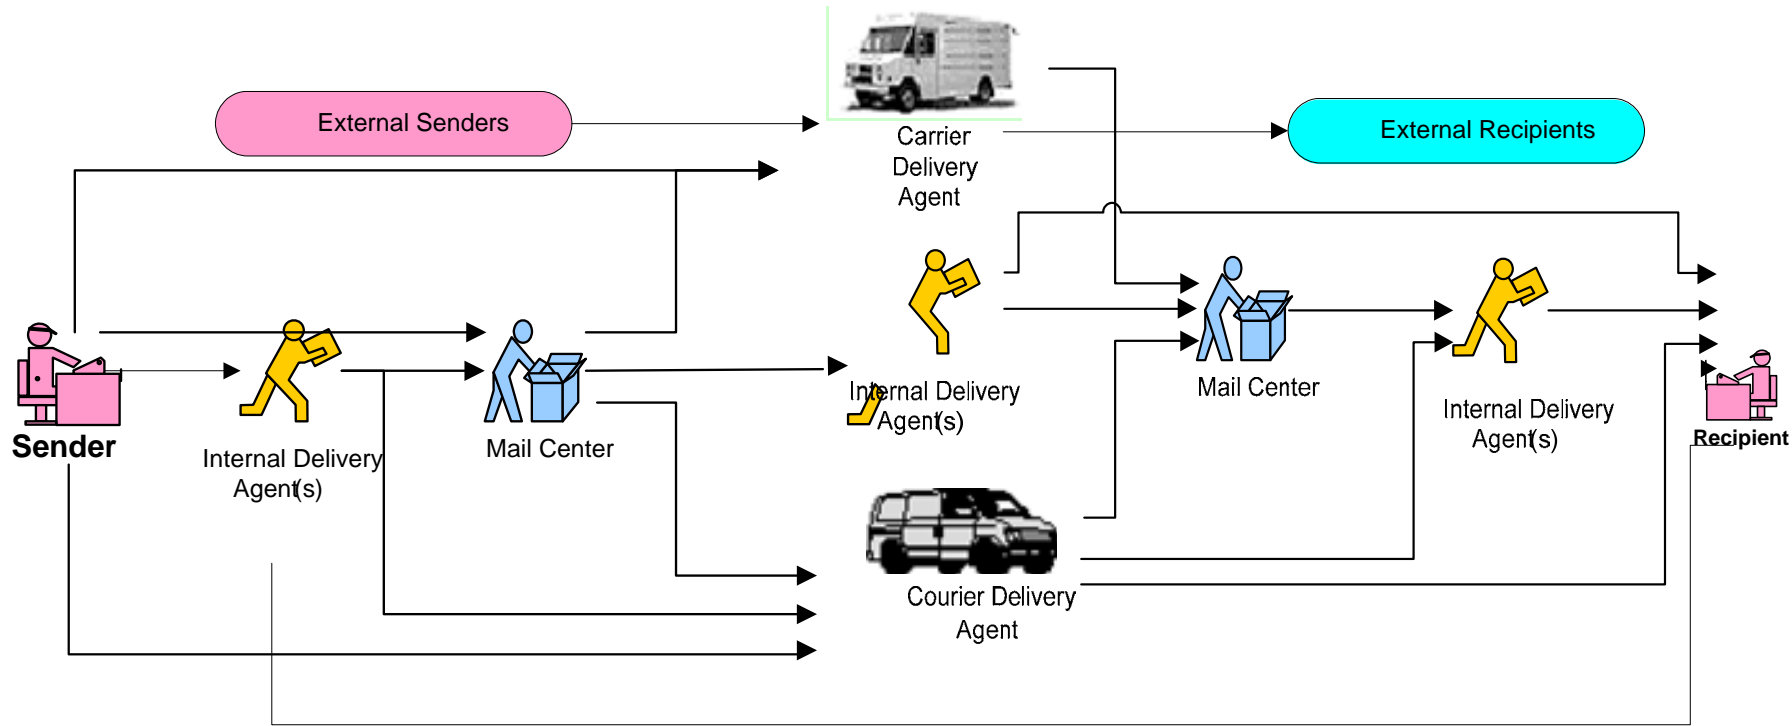 External Senders
Carrier
Delivery
Agent
External Recipients
Sender
Internal Delivery
Agent(s)
Mail Center
Internal Delivery
Agent(s)
Mail Center
Internal Delivery
Agent(s)
Recipient
Courier Delivery
Agent